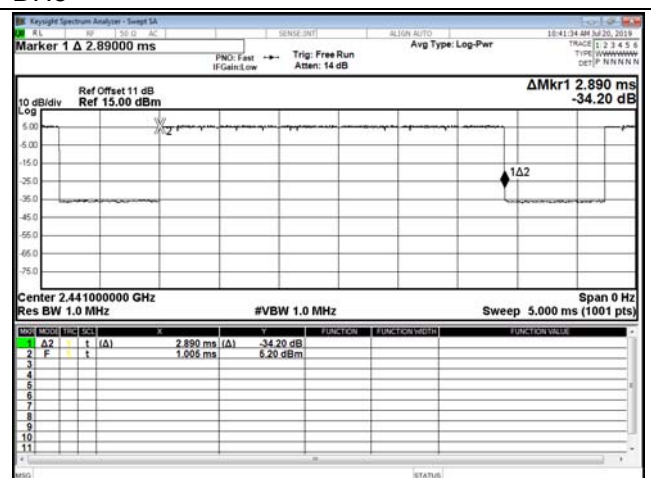 Keysight Spectrum Analyzer - Swept SA
RL RF 50 Ω AC SENSE:INT ALIGN AUTO 10:41:34 AM Jul 20, 2019
Marker 1 Δ 2.89000 ms
PNO: Fast
IFGain:Low
Trig: Free Run
Atten: 14 dB
Avg Type: Log-Pwr
TRACE 1 2 3 4 5 6
TYPE WWWWWW
DET P NNNNN
ΔMkr1 2.890 ms
-34.20 dB
Ref Offset 11 dB
10 dB/div Ref 15.00 dBm
Log
5.00
-5.00
-15.0
-25.0
-35.0
-45.0
-55.0
-65.0
-75.0
2
1Δ2
Center 2.441000000 GHz Span 0 Hz
Res BW 1.0 MHz #VBW 1.0 MHz Sweep 5.000 ms (1001 pts)
MKR MODE TRC SCL X Y FUNCTION FUNCTION WIDTH FUNCTION VALUE
1 Δ2 1 t (Δ) 2.890 ms (Δ) -34.20 dB
2 F 1 t 1.005 ms 5.20 dBm
3
4
5
6
7
8
9
10
11
MSG STATUS